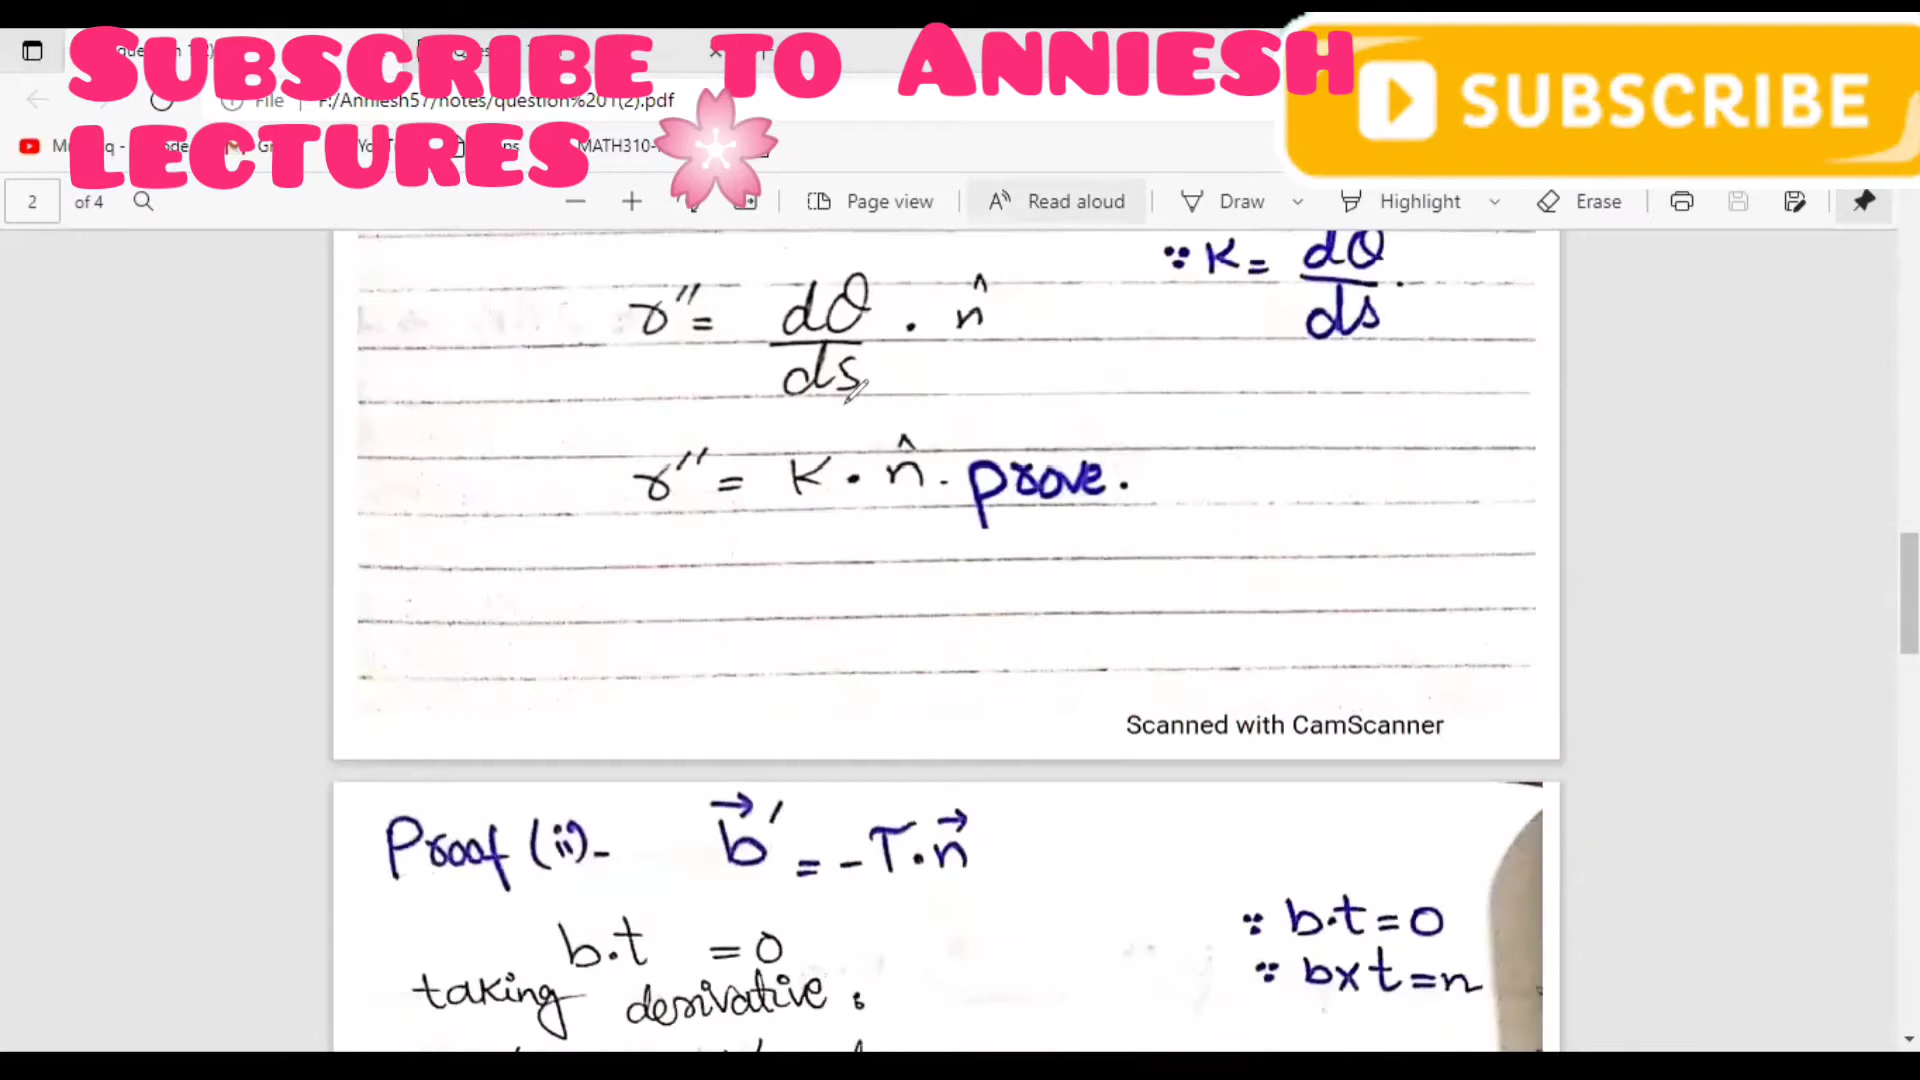 SUBSCRIBE TO ANNIESH
LECTURES
SUBSCRIBE
File F:/Anniesh57/notes/question%201(2).pdf
MATH310-
2 of 4
Page view
Read aloud
Draw
Highlight
Erase
∵ K = dθ/ds.
r'' = dθ/ds . n̂
r'' = K . n̂ . prove.
Scanned with CamScanner
Proof (ii)- b⃗' = -T.n⃗
∵ b.t = 0
b.t = 0
∵ b×t = n
taking derivative :